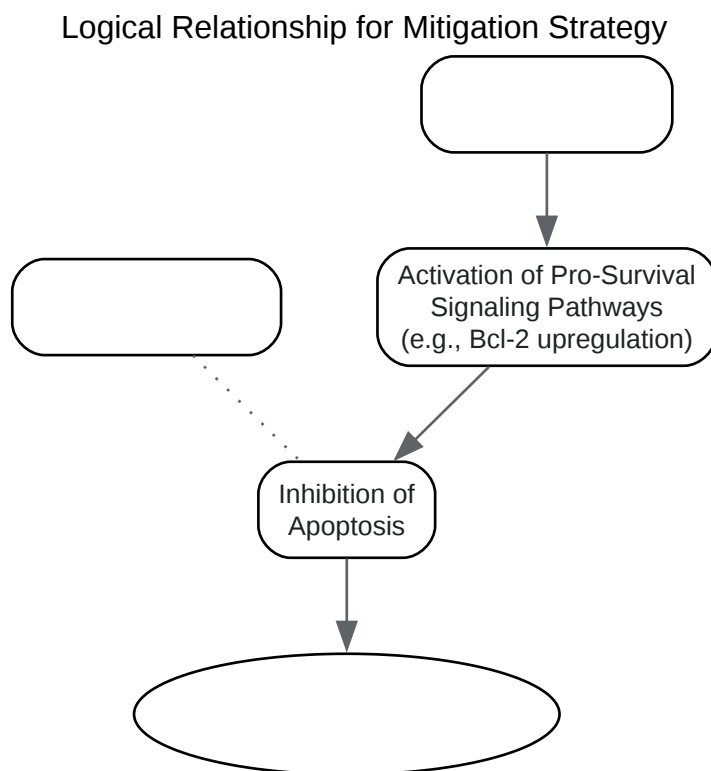 Logical Relationship for Mitigation Strategy
Activation of Pro-Survival
Signaling Pathways
(e.g., Bcl-2 upregulation)
Inhibition of
Apoptosis